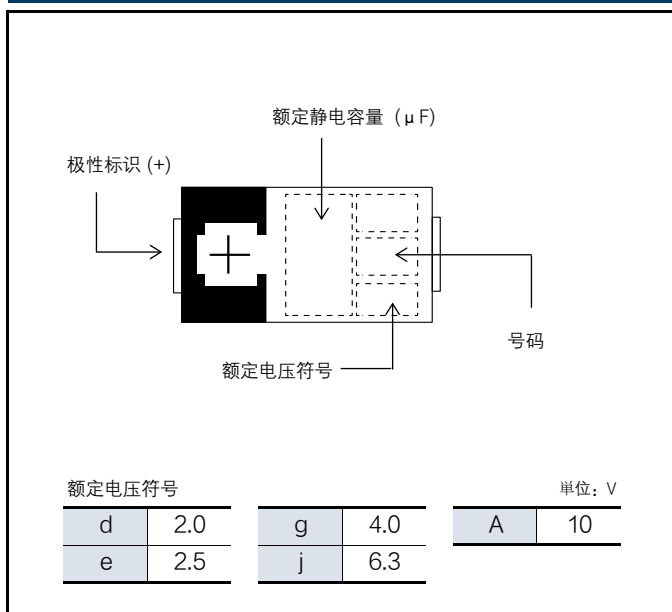 额定静电容量（μF)
极性标识 (+)
+
号码
额定电压符号
额定电压符号 単位：V
d 2.0 g 4.0 A 10
e 2.5 j 6.3